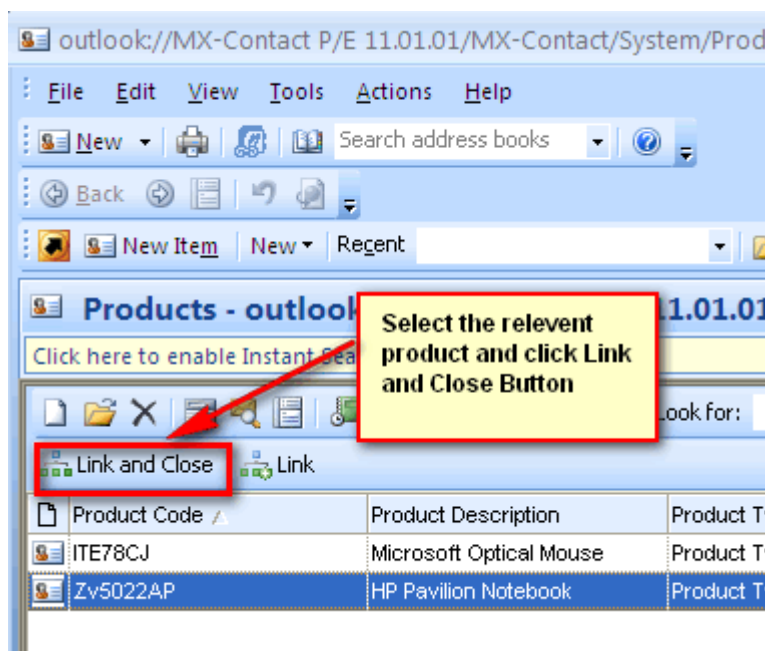 outlook://MX-Contact P/E 11.01.01/MX-Contact/System/Prod
File Edit View Tools Actions Help
New Search address books
Back
New Item New Recent
Products - outlook 11.01.01
Click here to enable Instant Sea
Select the relevent
product and click Link
and Close Button
Look for:
Link and Close Link
Product Code Product Description Product T
ITE78CJ Microsoft Optical Mouse Product T
Zv5022AP HP Pavilion Notebook Product T